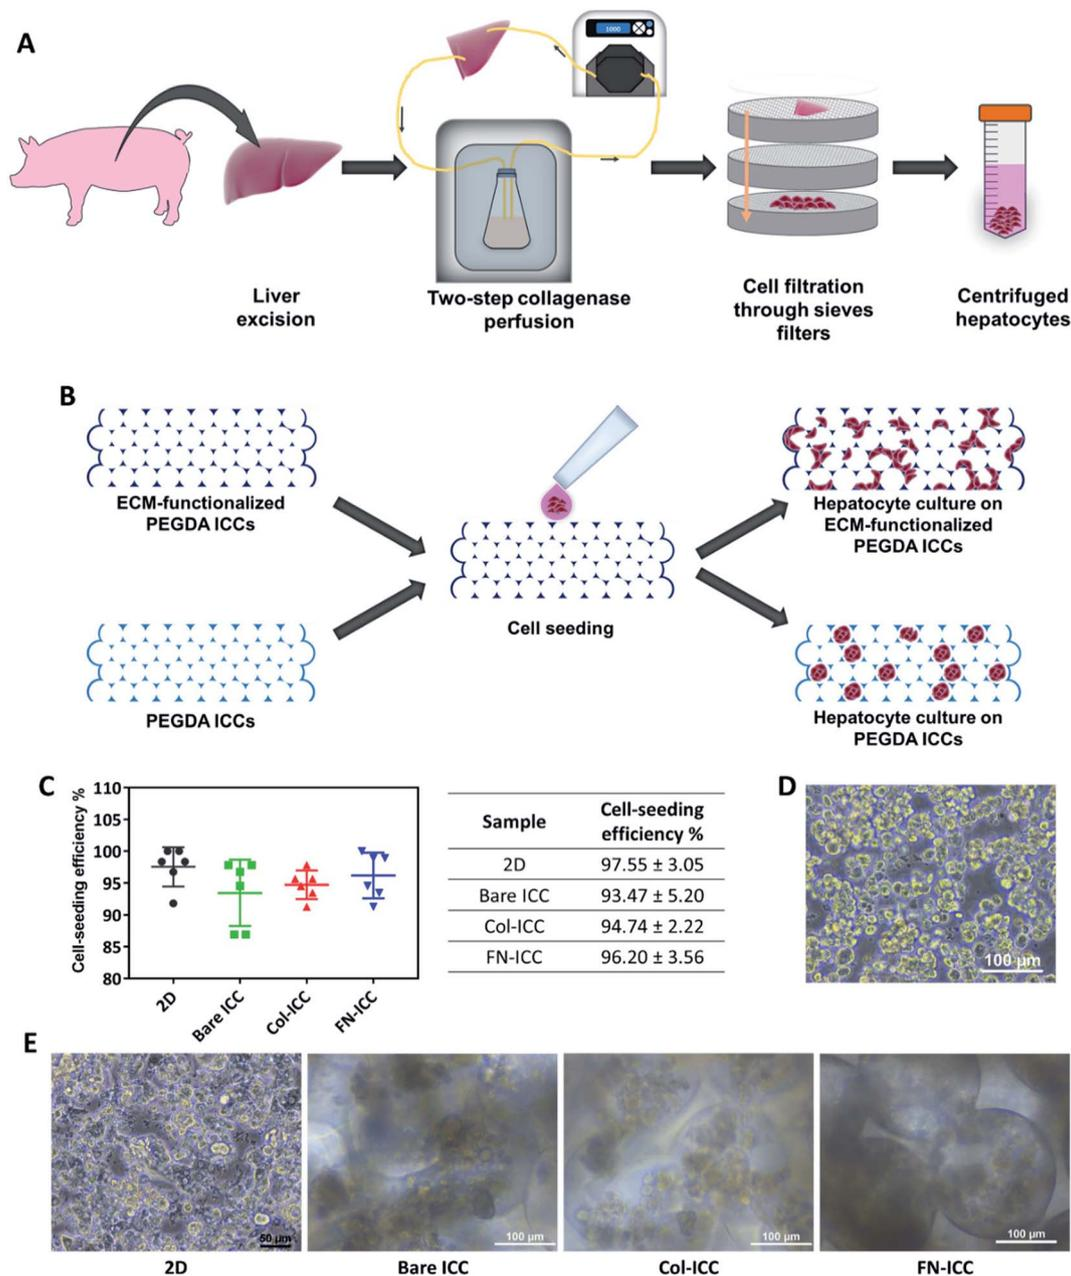 A
1000
Liver
excision
Two-step collagenase
perfusion
Cell filtration
through sieves
filters
Centrifuged
hepatocytes
B
ECM-functionalized
PEGDA ICCs
PEGDA ICCs
Cell seeding
Hepatocyte culture on
ECM-functionalized
PEGDA ICCs
Hepatocyte culture on
PEGDA ICCs
C
Cell-seeding efficiency %
110
105
100
95
90
85
80
2D
Bare ICC
Col-ICC
FN-ICC
Sample
Cell-seeding
efficiency %
2D 97.55 ± 3.05
Bare ICC 93.47 ± 5.20
Col-ICC 94.74 ± 2.22
FN-ICC 96.20 ± 3.56
D
100 μm
E
50 μm
100 μm
100 μm
100 μm
2D
Bare ICC
Col-ICC
FN-ICC